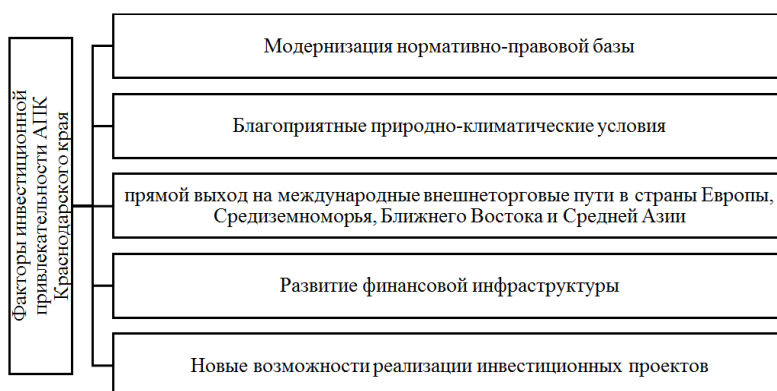 Факторы инвестиционной
привлекательности АПК
Краснодарского края
Модернизация нормативно-правовой базы
Благоприятные природно-климатические условия
прямой выход на международные внешнеторговые пути в страны Европы,
Средиземноморья, Ближнего Востока и Средней Азии
Развитие финансовой инфраструктуры
Новые возможности реализации инвестиционных проектов